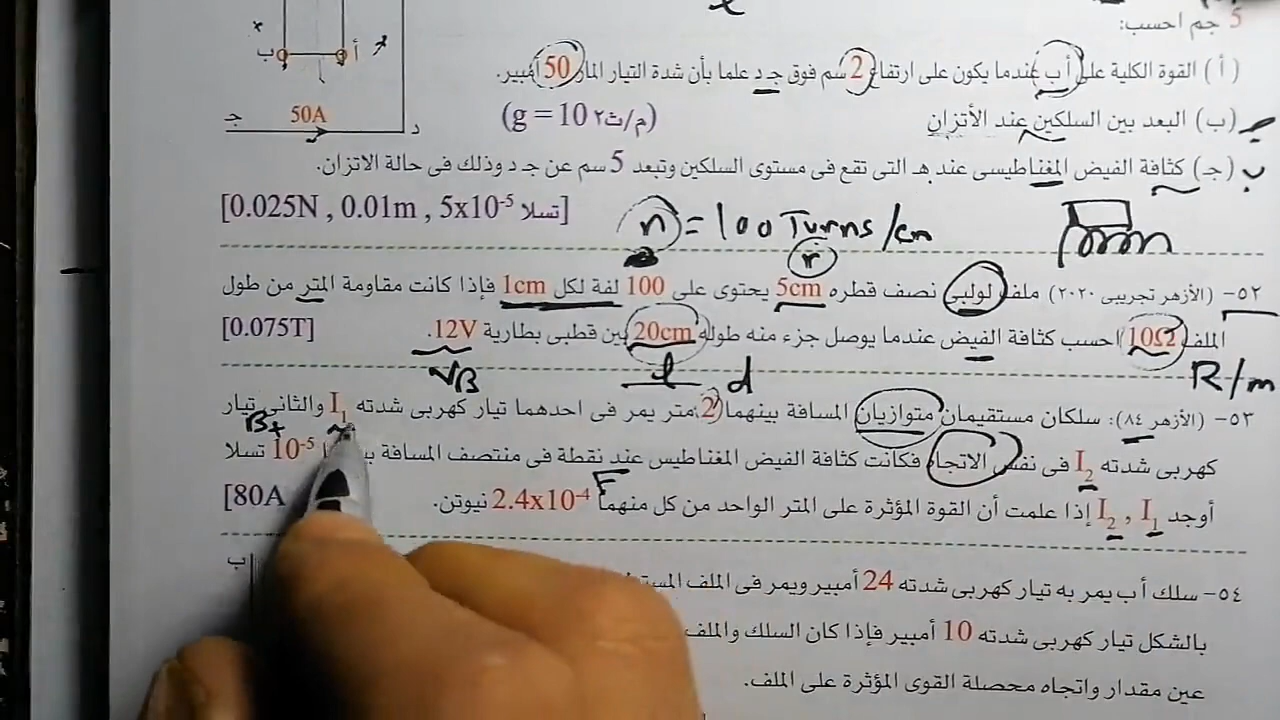 5 جم احسب:
ب
أ
(أ) القوة الكلية على أ ب عندما يكون على ارتفاع 2 سم فوق جـ د علما بأن شدة التيار المار 50 أمبير.
جـ
50A
د
(ب) البعد بين السلكين عند الأتزان (g = 10 م/ث٢)
(جـ) كثافة الفيض المغناطيسى عند هـ التى تقع فى مستوى السلكين وتبعد 5 سم عن جـ د وذلك فى حالة الاتزان.
[0.025N , 0.01m , 5x10⁻⁵ تسلا]
n = 100 Turns/cm
r
٥٢- (الأزهر تجريبى ٢٠٢٠) ملف لولبى نصف قطره 5cm يحتوى على 100 لفة لكل 1cm فإذا كانت مقاومة المتر من طول
الملف 10Ω احسب كثافة الفيض عندما يوصل جزء منه طوله 20cm بين قطبى بطارية 12V. [0.075T]
VB
l
d
R/m
٥٣- (الأزهر ٨٤): سلكان مستقيمان متوازيان المسافة بينهما 2 متر يمر فى احدهما تيار كهربى شدته I₁ والثانى تيار
Bt
كهربى شدته I₂ فى نفس الاتجاه فكانت كثافة الفيض المغناطيس عند نقطة فى منتصف المسافة 10⁻⁵ تسلا
F
أوجد I₁ , I₂ إذا علمت أن القوة المؤثرة على المتر الواحد من كل منهما 2.4x10⁻⁴ نيوتن. [80A
ب
٥٤- سلك أ ب يمر به تيار كهربى شدته 24 أمبير ويمر فى الملف
بالشكل تيار كهربى شدته 10 أمبير فإذا كان السلك والملف
عين مقدار واتجاه محصلة القوى المؤثرة على الملف.